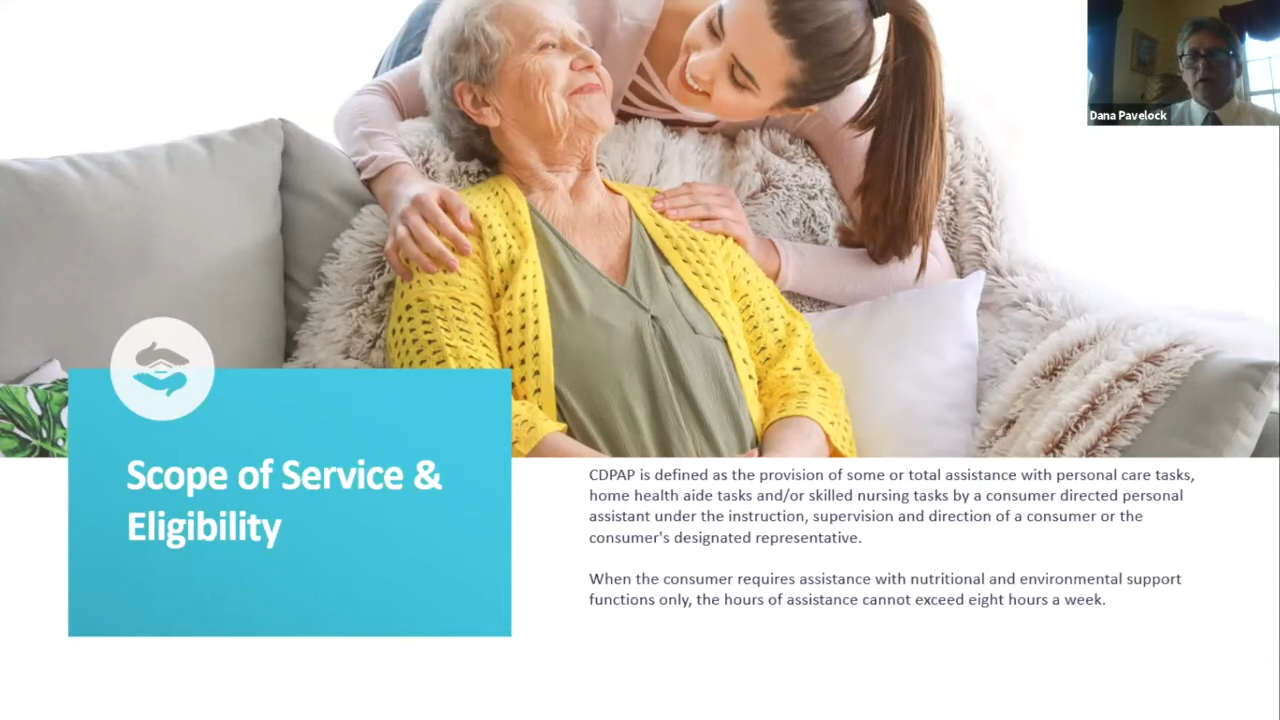 Dana Pavelock
Scope of Service &
Eligibility
CDPAP is defined as the provision of some or total assistance with personal care tasks,
home health aide tasks and/or skilled nursing tasks by a consumer directed personal
assistant under the instruction, supervision and direction of a consumer or the
consumer's designated representative.
When the consumer requires assistance with nutritional and environmental support
functions only, the hours of assistance cannot exceed eight hours a week.